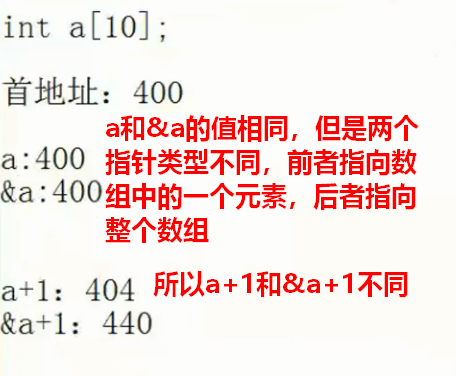 int a[10];
首地址：400
a和&a的值相同，但是两个
a:400 指针类型不同，前者指向数
&a:400 组中的一个元素，后者指向
整个数组
a+1：404 所以a+1和&a+1不同
&a+1：440